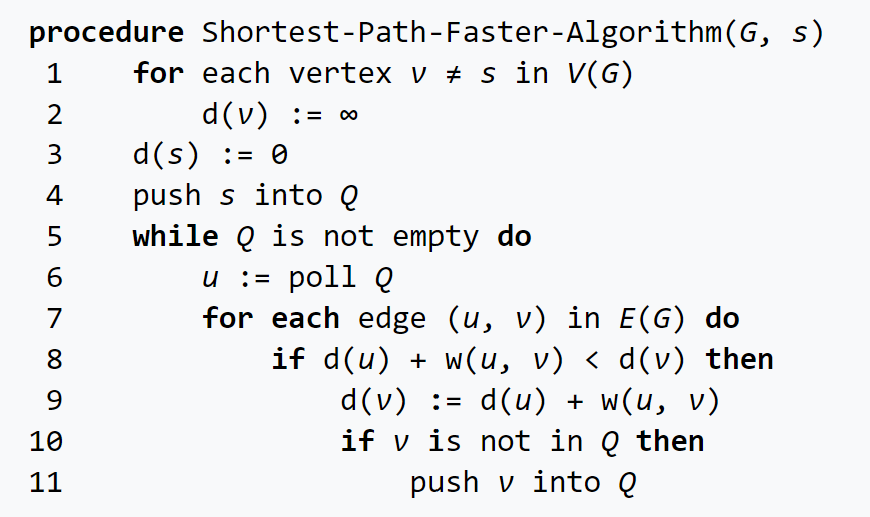 procedure Shortest-Path-Faster-Algorithm(G, s)
1 for each vertex v ≠ s in V(G)
2 d(v) := ∞
3 d(s) := 0
4 push s into Q
5 while Q is not empty do
6 u := poll Q
7 for each edge (u, v) in E(G) do
8 if d(u) + w(u, v) < d(v) then
9 d(v) := d(u) + w(u, v)
10 if v is not in Q then
11 push v into Q